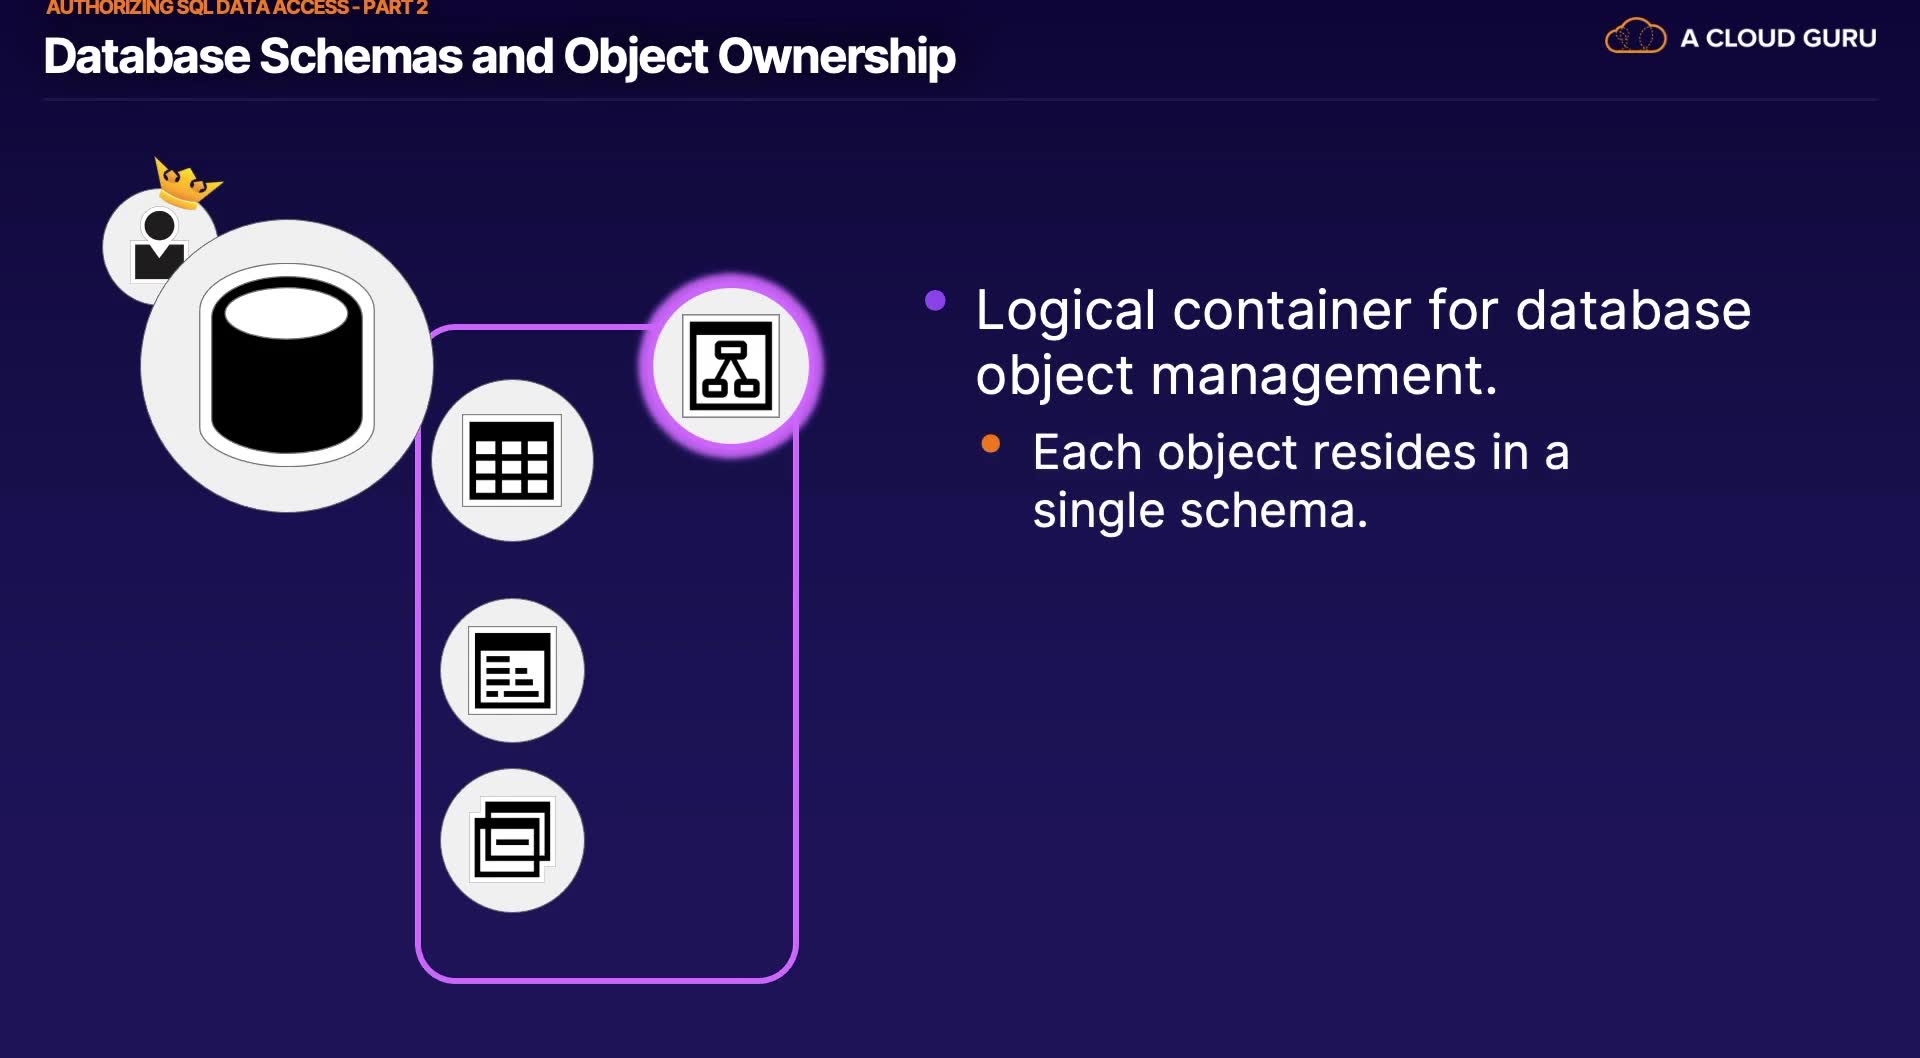 AUTHORIZING SQL DATA ACCESS - PART 2
Database Schemas and Object Ownership
A CLOUD GURU
Logical container for database
object management.
Each object resides in a
single schema.